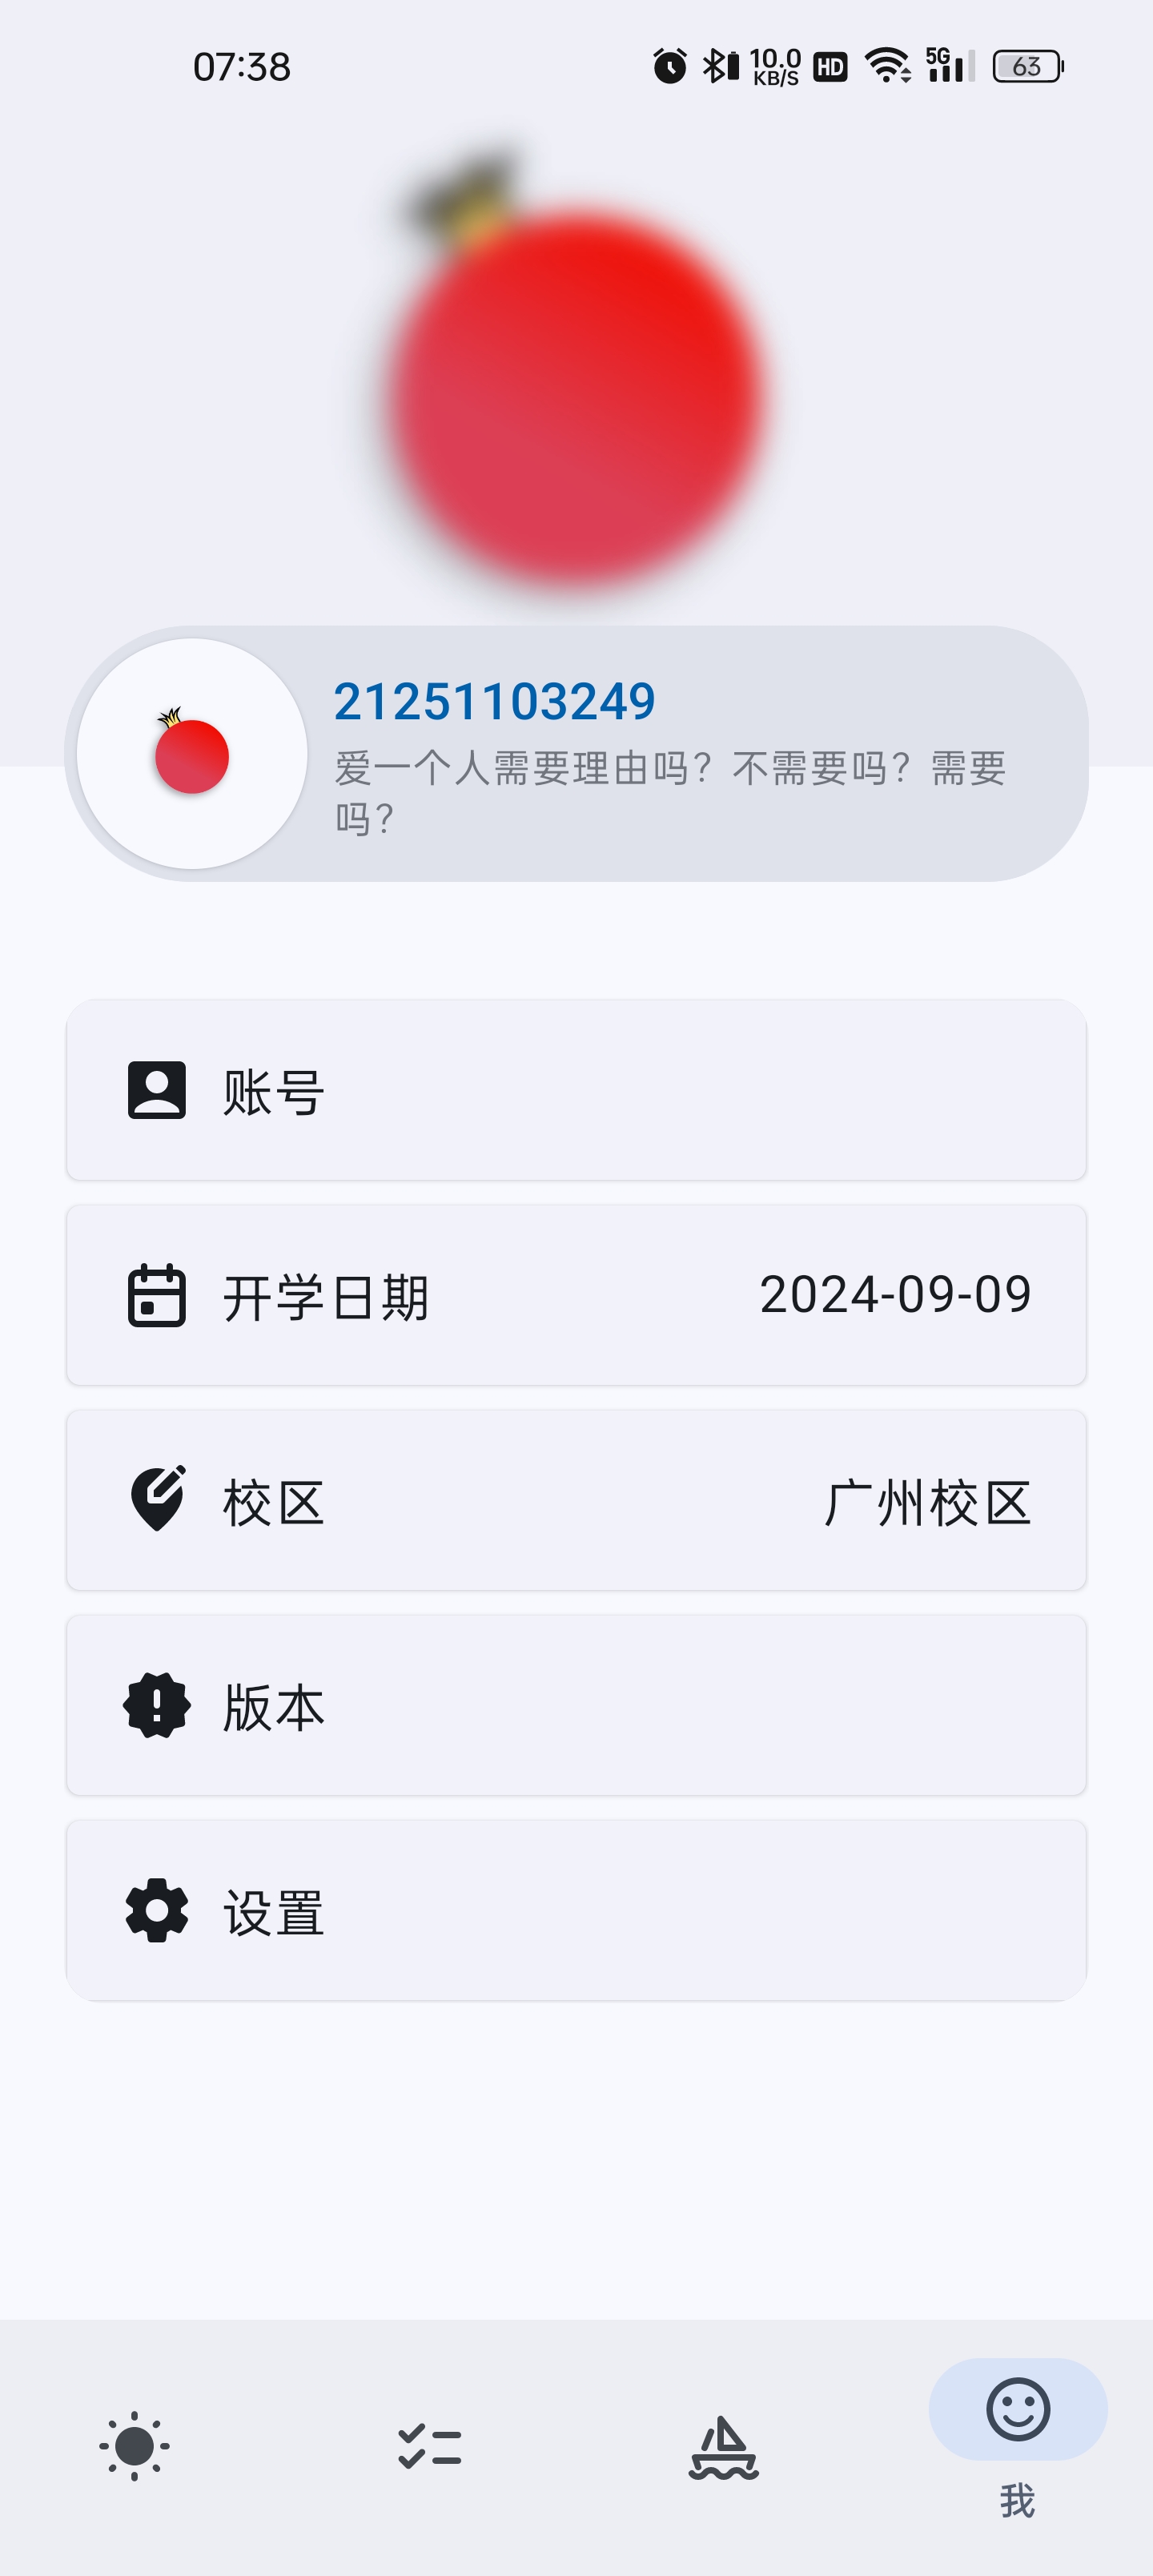 07:38
10.0
KB/S
HD
5G
63
21251103249
爱一个人需要理由吗？不需要吗？需要
吗？
账号
开学日期 2024-09-09
校区 广州校区
版本
设置
我